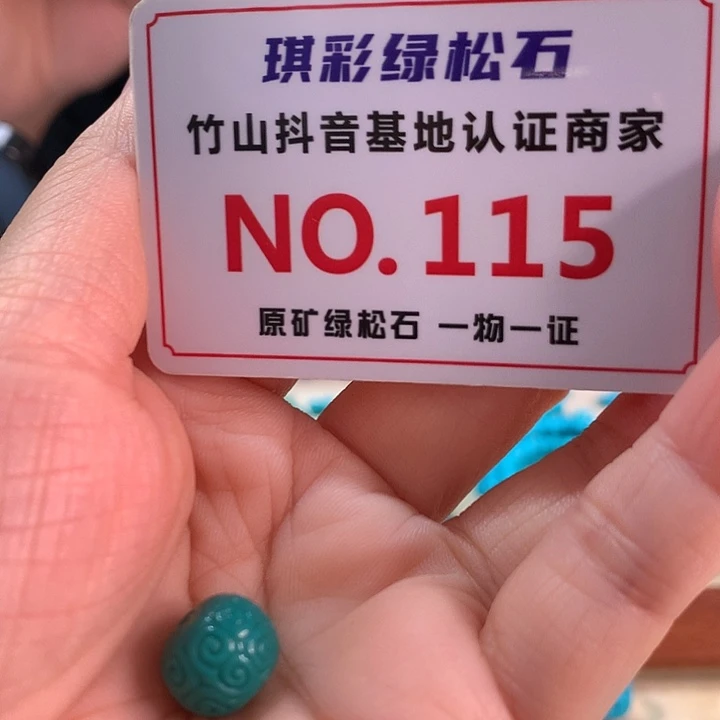 琪彩绿松石
竹山抖音基地认证商家
NO.115
原矿绿松石 一物一证